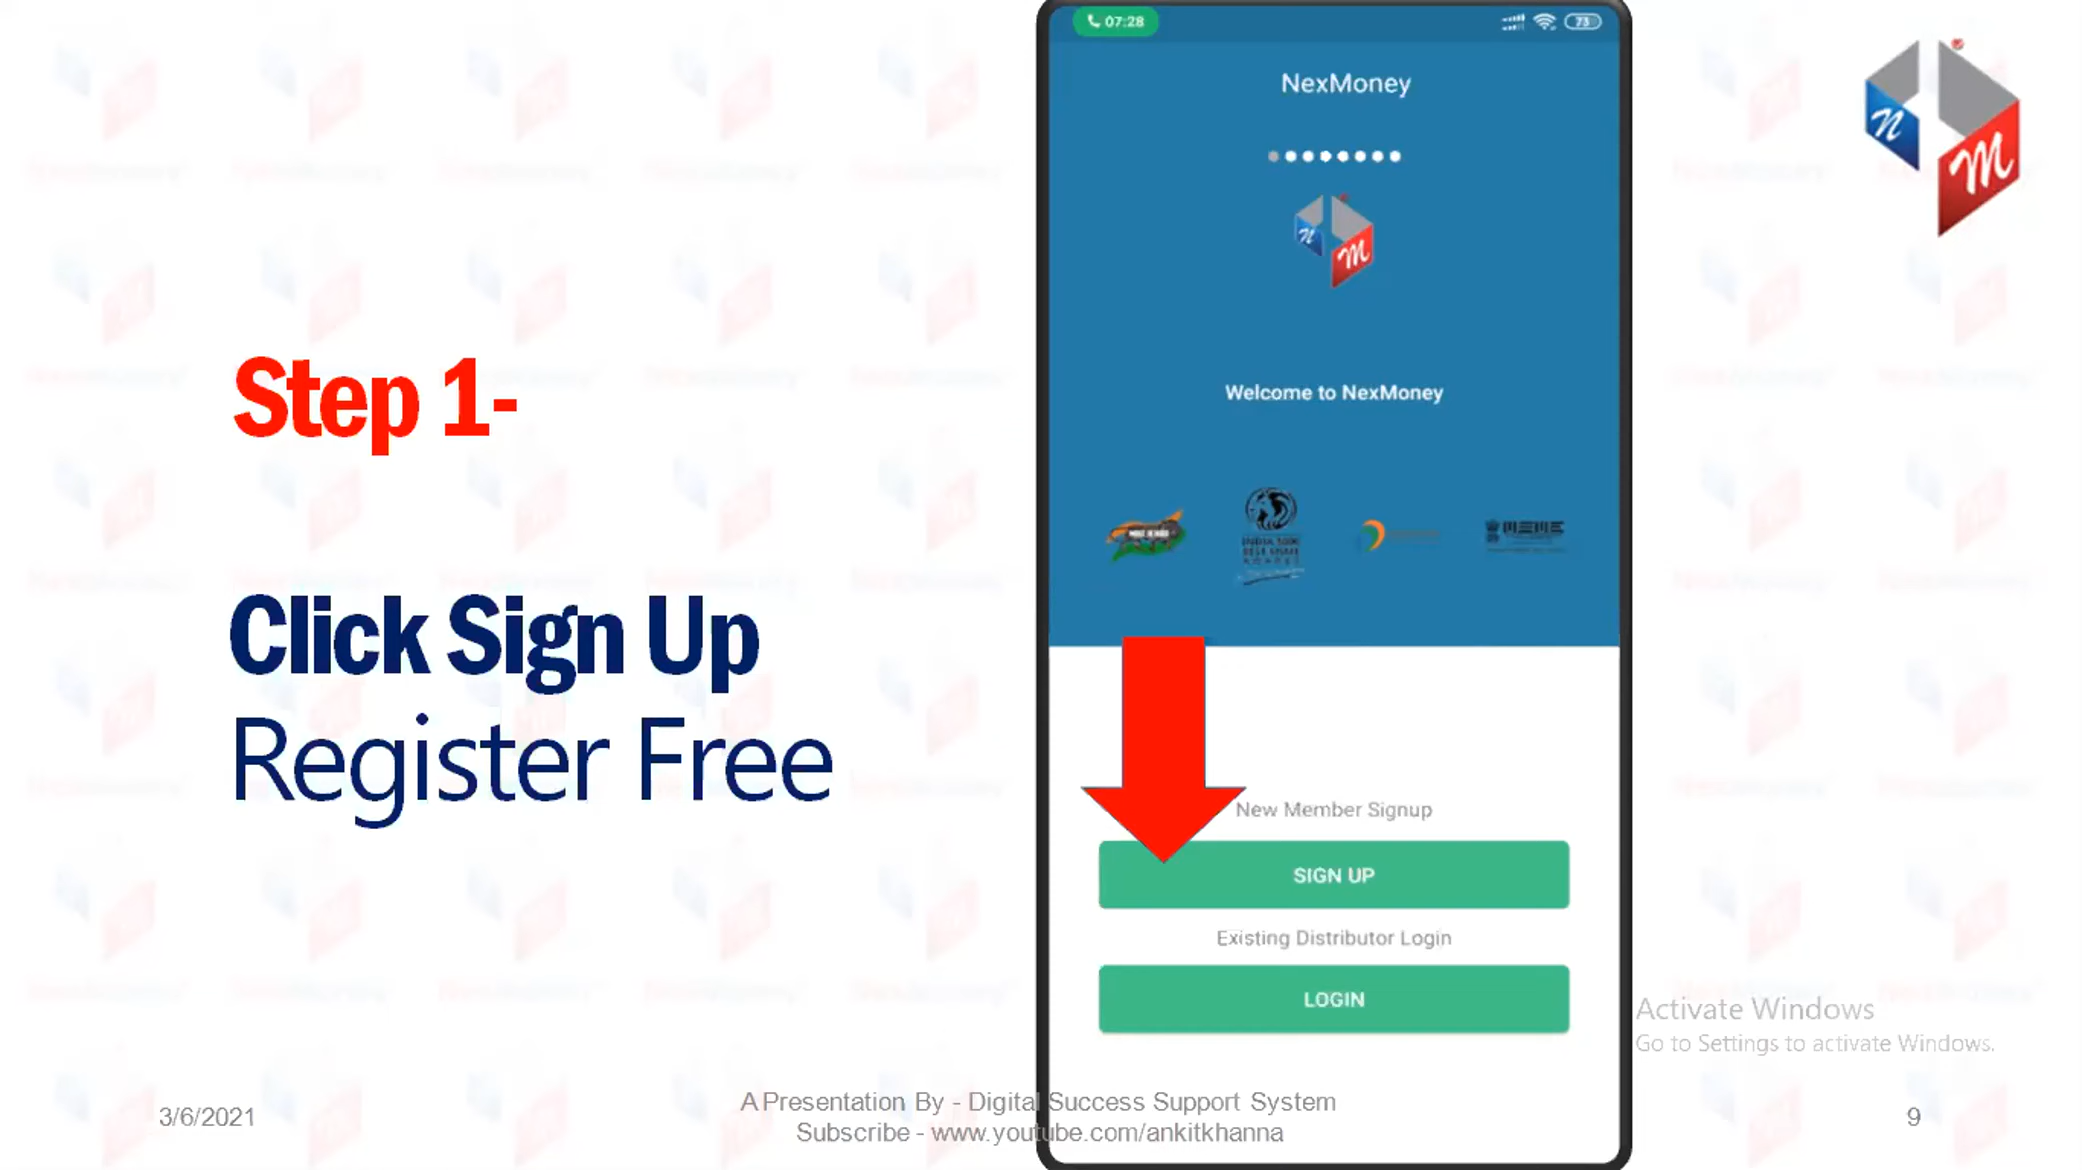 07:28
73
NexMoney
n
m
n
m
Step 1-
Welcome to NexMoney
Click Sign Up
Register Free
New Member Signup
SIGN UP
Existing Distributor Login
LOGIN
Activate Windows
Go to Settings to activate Windows.
3/6/2021
A Presentation By - Digital Success Support System
Subscribe - www.youtube.com/ankitkhanna
9